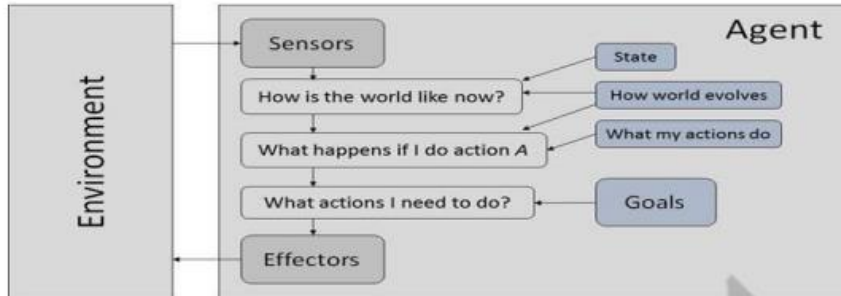 Agent
Environment
Sensors
State
How is the world like now?
How world evolves
What my actions do
What happens if I do action A
What actions I need to do?
Goals
Effectors